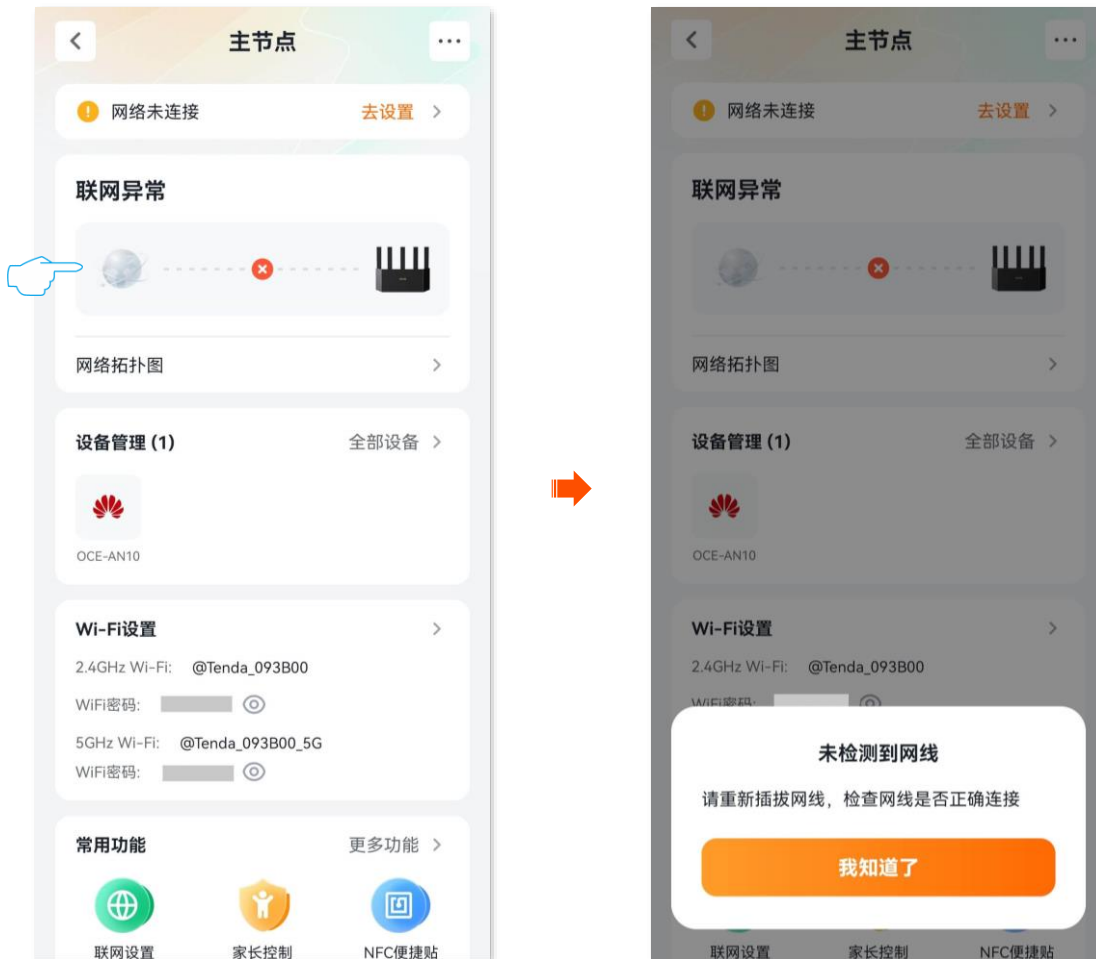 主节点
网络未连接 去设置
联网异常
网络拓扑图
设备管理 (1) 全部设备
OCE-AN10
Wi-Fi设置
2.4GHz Wi-Fi: @Tenda_093B00
WiFi密码:
5GHz Wi-Fi: @Tenda_093B00_5G
WiFi密码:
常用功能 更多功能
联网设置 家长控制 NFC便捷贴
主节点
网络未连接 去设置
联网异常
网络拓扑图
设备管理 (1) 全部设备
OCE-AN10
Wi-Fi设置
2.4GHz Wi-Fi: @Tenda_093B00
WiFi密码:
未检测到网线
请重新插拔网线，检查网线是否正确连接
我知道了
联网设置 家长控制 NFC便捷贴